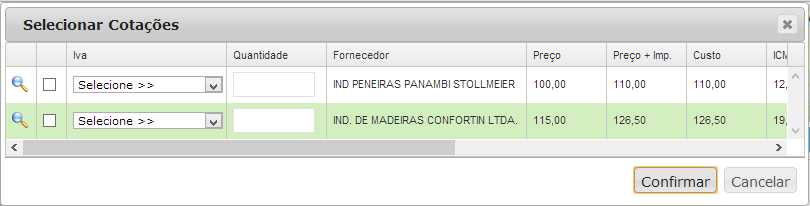 Selecionar Cotações
Iva Quantidade Fornecedor Preço Preço + Imp. Custo ICM
Selecione >> IND PENEIRAS PANAMBI STOLLMEIER 100,00 110,00 110,00 12,
Selecione >> IND. DE MADEIRAS CONFORTIN LTDA. 115,00 126,50 126,50 19,
Confirmar Cancelar